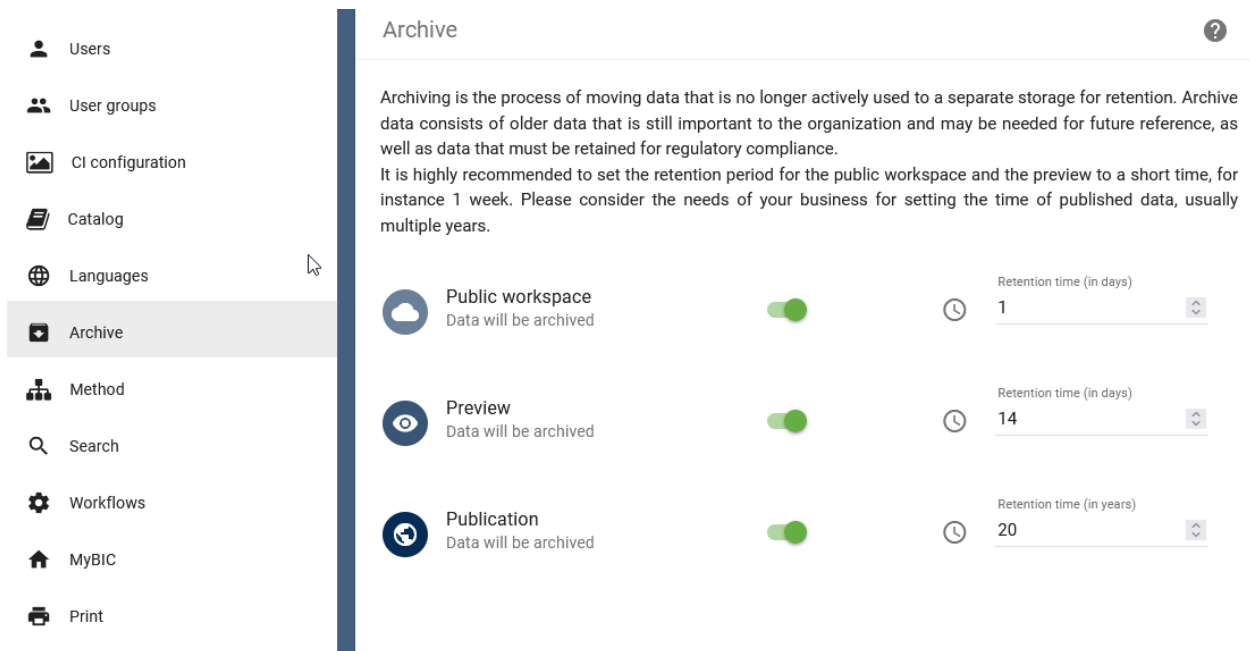 Users
User groups
CI configuration
Catalog
Languages
Archive
Method
Search
Workflows
MyBIC
Print
Archive
Archiving is the process of moving data that is no longer actively used to a separate storage for retention. Archive
data consists of older data that is still important to the organization and may be needed for future reference, as
well as data that must be retained for regulatory compliance.
It is highly recommended to set the retention period for the public workspace and the preview to a short time, for
instance 1 week. Please consider the needs of your business for setting the time of published data, usually
multiple years.
Public workspace
Data will be archived
Retention time (in days)
1
Preview
Data will be archived
Retention time (in days)
14
Publication
Data will be archived
Retention time (in years)
20